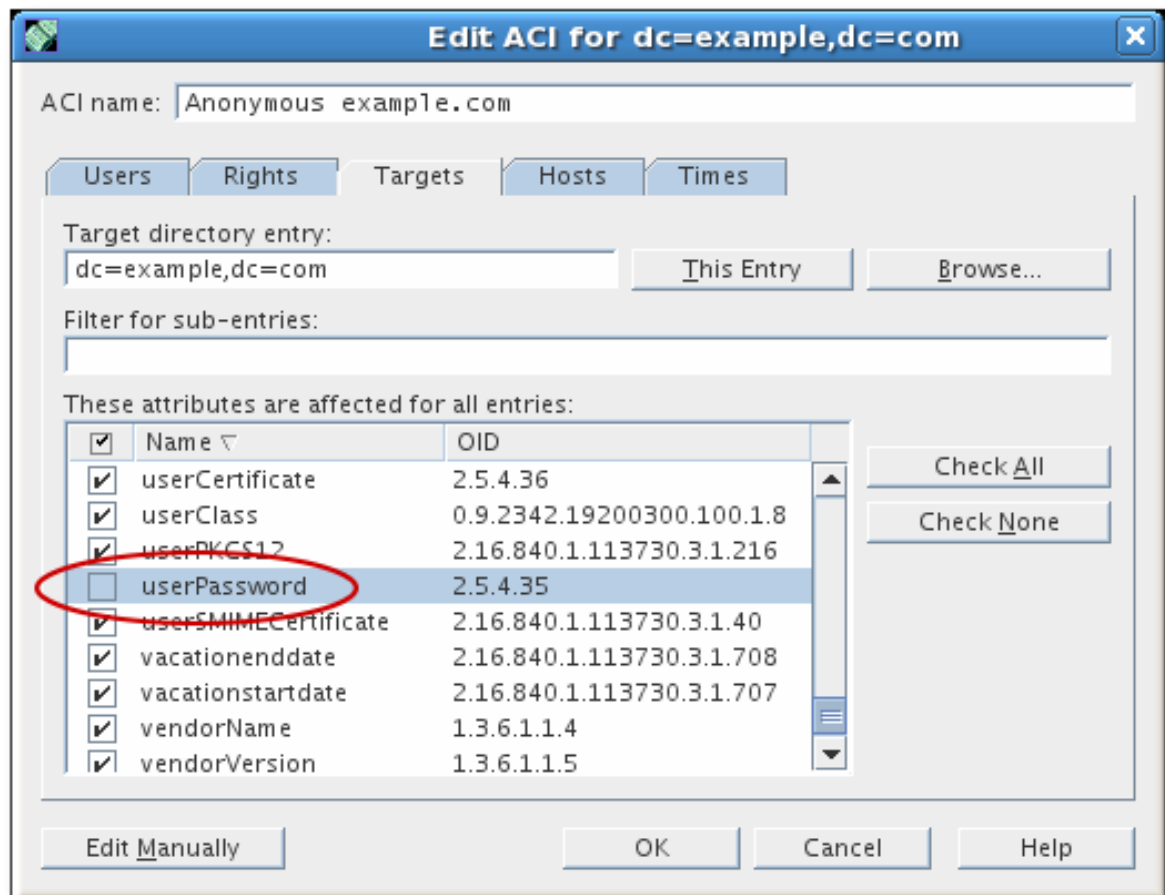 Edit ACI for dc=example,dc=com
ACI name: Anonymous example.com
Users Rights Targets Hosts Times
Target directory entry:
dc=example,dc=com This Entry Browse...
Filter for sub-entries:
These attributes are affected for all entries:
Name OID
userCertificate 2.5.4.36
userClass 0.9.2342.19200300.100.1.8
userPKCS12 2.16.840.1.113730.3.1.216
userPassword 2.5.4.35
userSMIMECertificate 2.16.840.1.113730.3.1.40
vacationenddate 2.16.840.1.113730.3.1.708
vacationstartdate 2.16.840.1.113730.3.1.707
vendorName 1.3.6.1.1.4
vendorVersion 1.3.6.1.1.5
Check All
Check None
Edit Manually OK Cancel Help